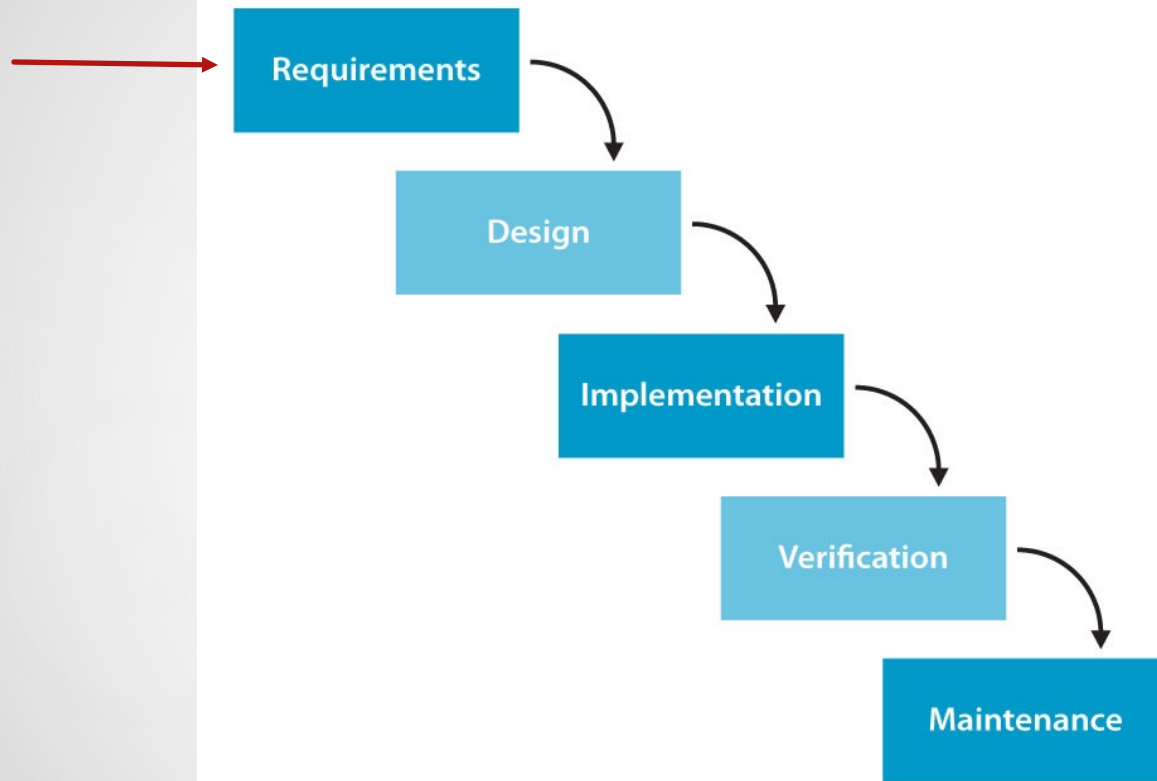 Requirements
Design
Implementation
Verification
Maintenance